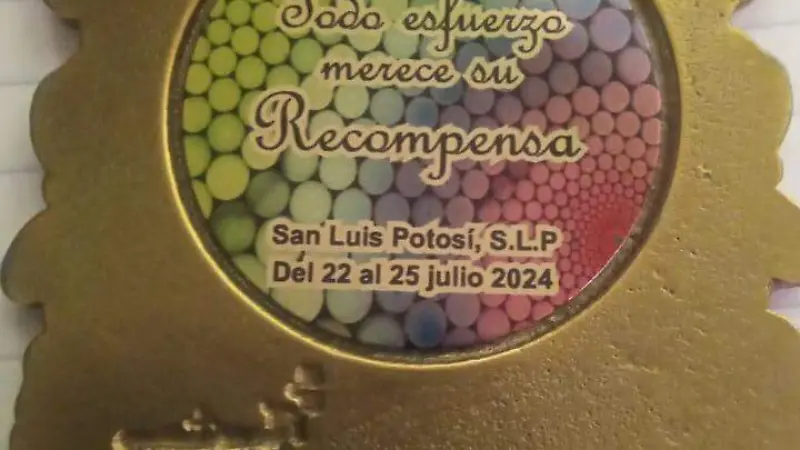 Todo esfuerzo
merece su
Recompensa
San Luis Potosí, S.L.P
Del 22 al 25 julio 2024